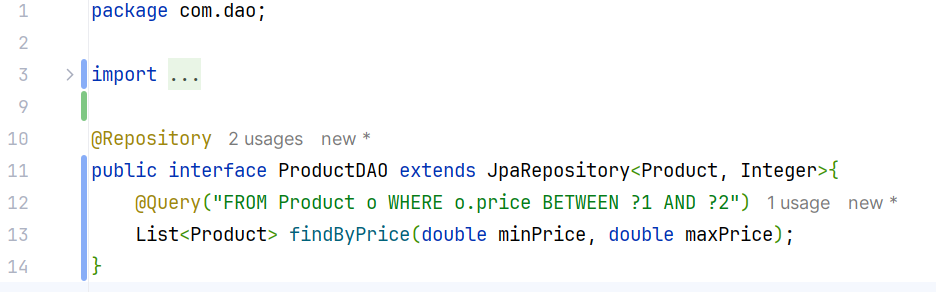 1 package com.dao;
2
3 import ...
9
10 @Repository 2 usages new *
11 public interface ProductDAO extends JpaRepository<Product, Integer>{
12 @Query("FROM Product o WHERE o.price BETWEEN ?1 AND ?2") 1 usage new *
13 List<Product> findByPrice(double minPrice, double maxPrice);
14 }